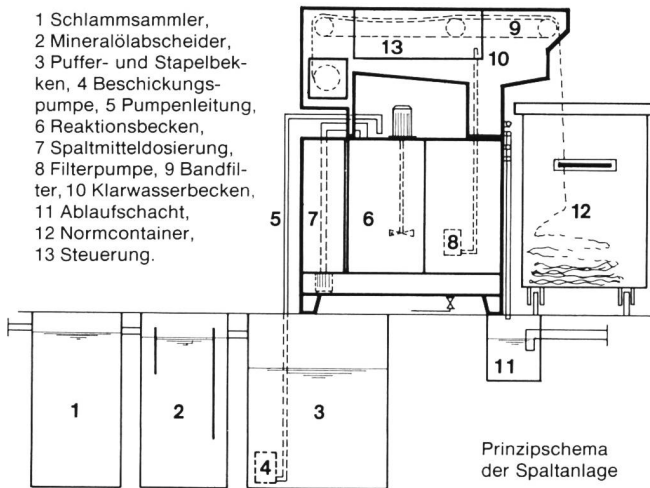 1 Schlammsammler,
2 Mineralölabscheider,
3 Puffer- und Stapelbek-
ken, 4 Beschickungs-
pumpe, 5 Pumpenleitung,
6 Reaktionsbecken,
7 Spaltmitteldosierung,
8 Filterpumpe, 9 Bandfil-
ter, 10 Klarwasserbecken,
11 Ablaufschacht,
12 Normcontainer,
13 Steuerung.
9
13
10
12
5
7
6
8
11
1
2
3
4
Prinzipschema
der Spaltanlage